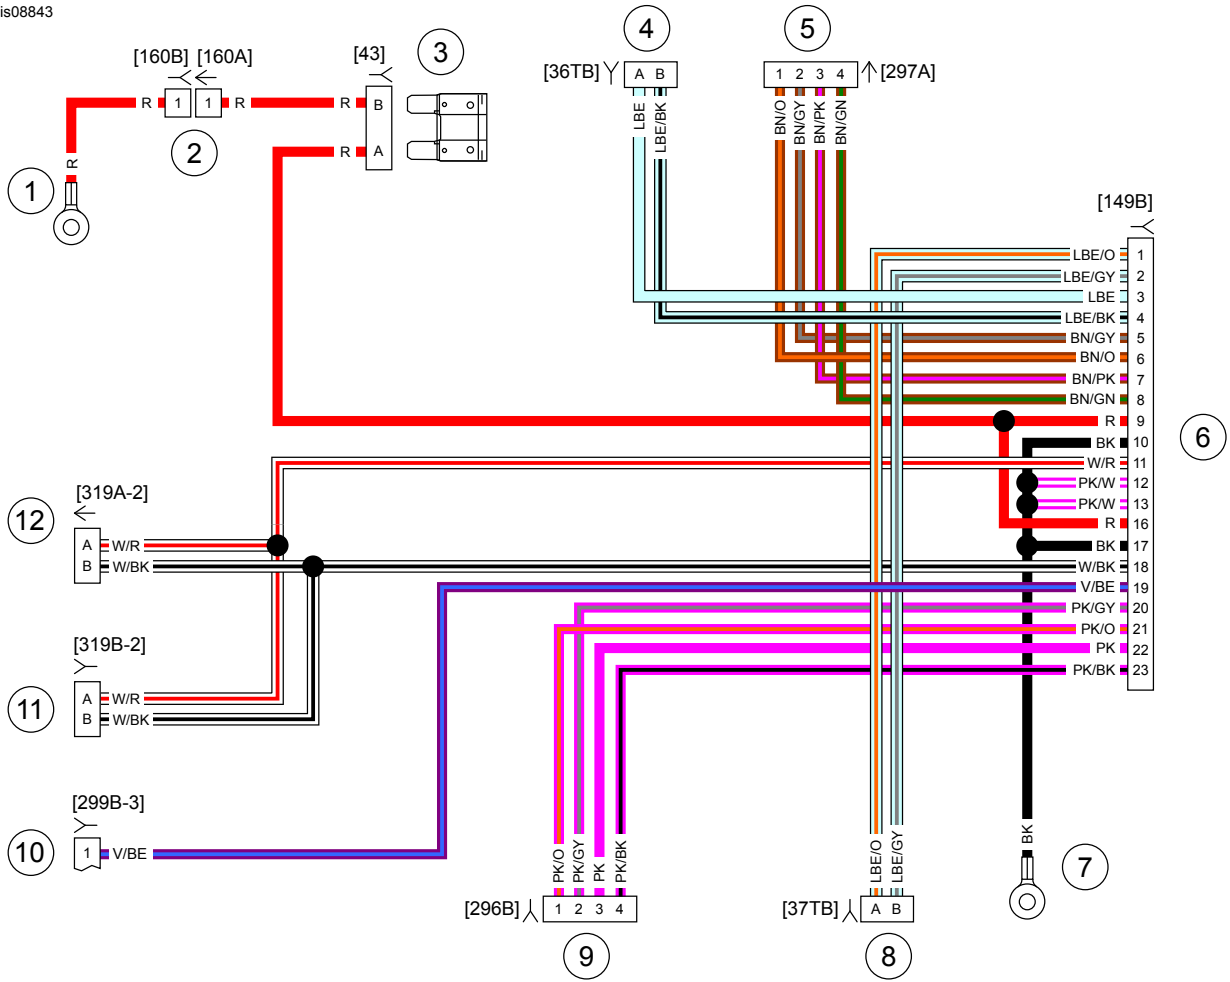 is08843
[160B] [160A]
[43]
3
4
5
[36TB] A B
1 2 3 4 [297A]
R 1 1 R R B
R A
2
R
1
LBE LBE/BK
BN/O BN/GY BN/PK BN/GN
[149B]
LBE/O 1
LBE/GY 2
LBE 3
LBE/BK 4
BN/GY 5
BN/O 6
BN/PK 7
BN/GN 8
R 9
BK 10
W/R 11
PK/W 12
PK/W 13
R 16
BK 17
W/BK 18
V/BE 19
PK/GY 20
PK/O 21
PK 22
PK/BK 23
6
[319A-2]
12
A W/R
B W/BK
[319B-2]
11
A W/R
B W/BK
[299B-3]
10
1 V/BE
PK/O PK/GY PK PK/BK
[296B] 1 2 3 4
9
LBE/O LBE/GY
[37TB] A B
8
BK
7